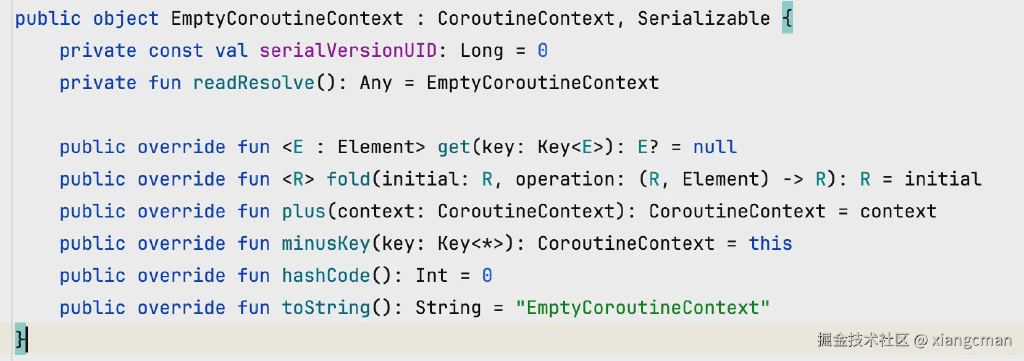 public object EmptyCoroutineContext : CoroutineContext, Serializable {
    private const val serialVersionUID: Long = 0
    private fun readResolve(): Any = EmptyCoroutineContext

    public override fun <E : Element> get(key: Key<E>): E? = null
    public override fun <R> fold(initial: R, operation: (R, Element) -> R): R = initial
    public override fun plus(context: CoroutineContext): CoroutineContext = context
    public override fun minusKey(key: Key<*>): CoroutineContext = this
    public override fun hashCode(): Int = 0
    public override fun toString(): String = "EmptyCoroutineContext"
}
掘金技术社区 @ xiangcman